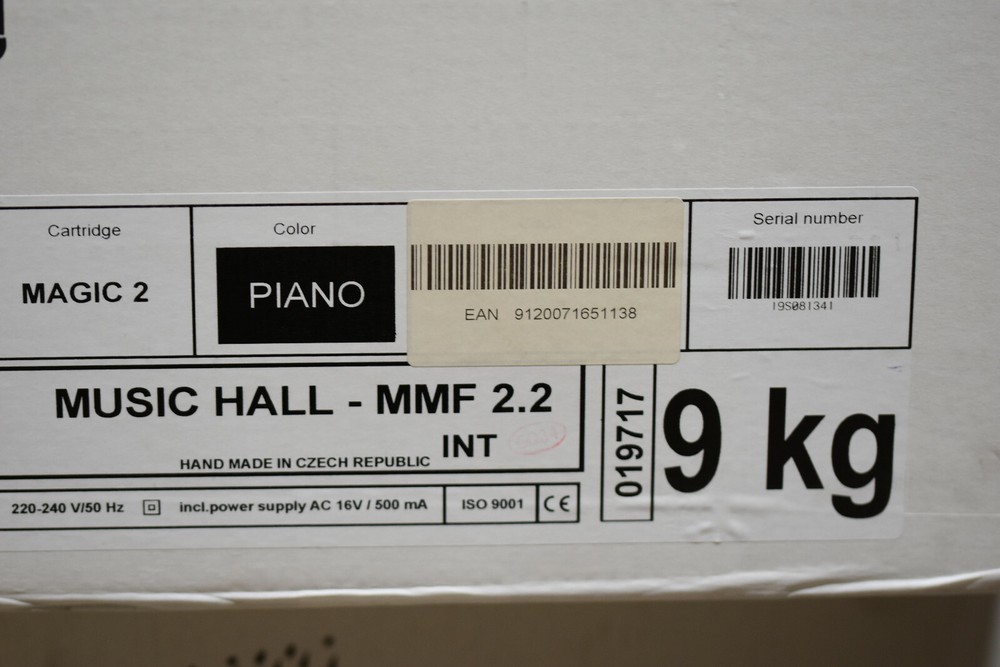 Cartridge
MAGIC 2
Color
PIANO
EAN 9120071651138
Serial number
19S081341
MUSIC HALL - MMF 2.2
INT
HAND MADE IN CZECH REPUBLIC
220-240 V/50 Hz incl.power supply AC 16V / 500 mA ISO 9001 CE
019717
9 kg